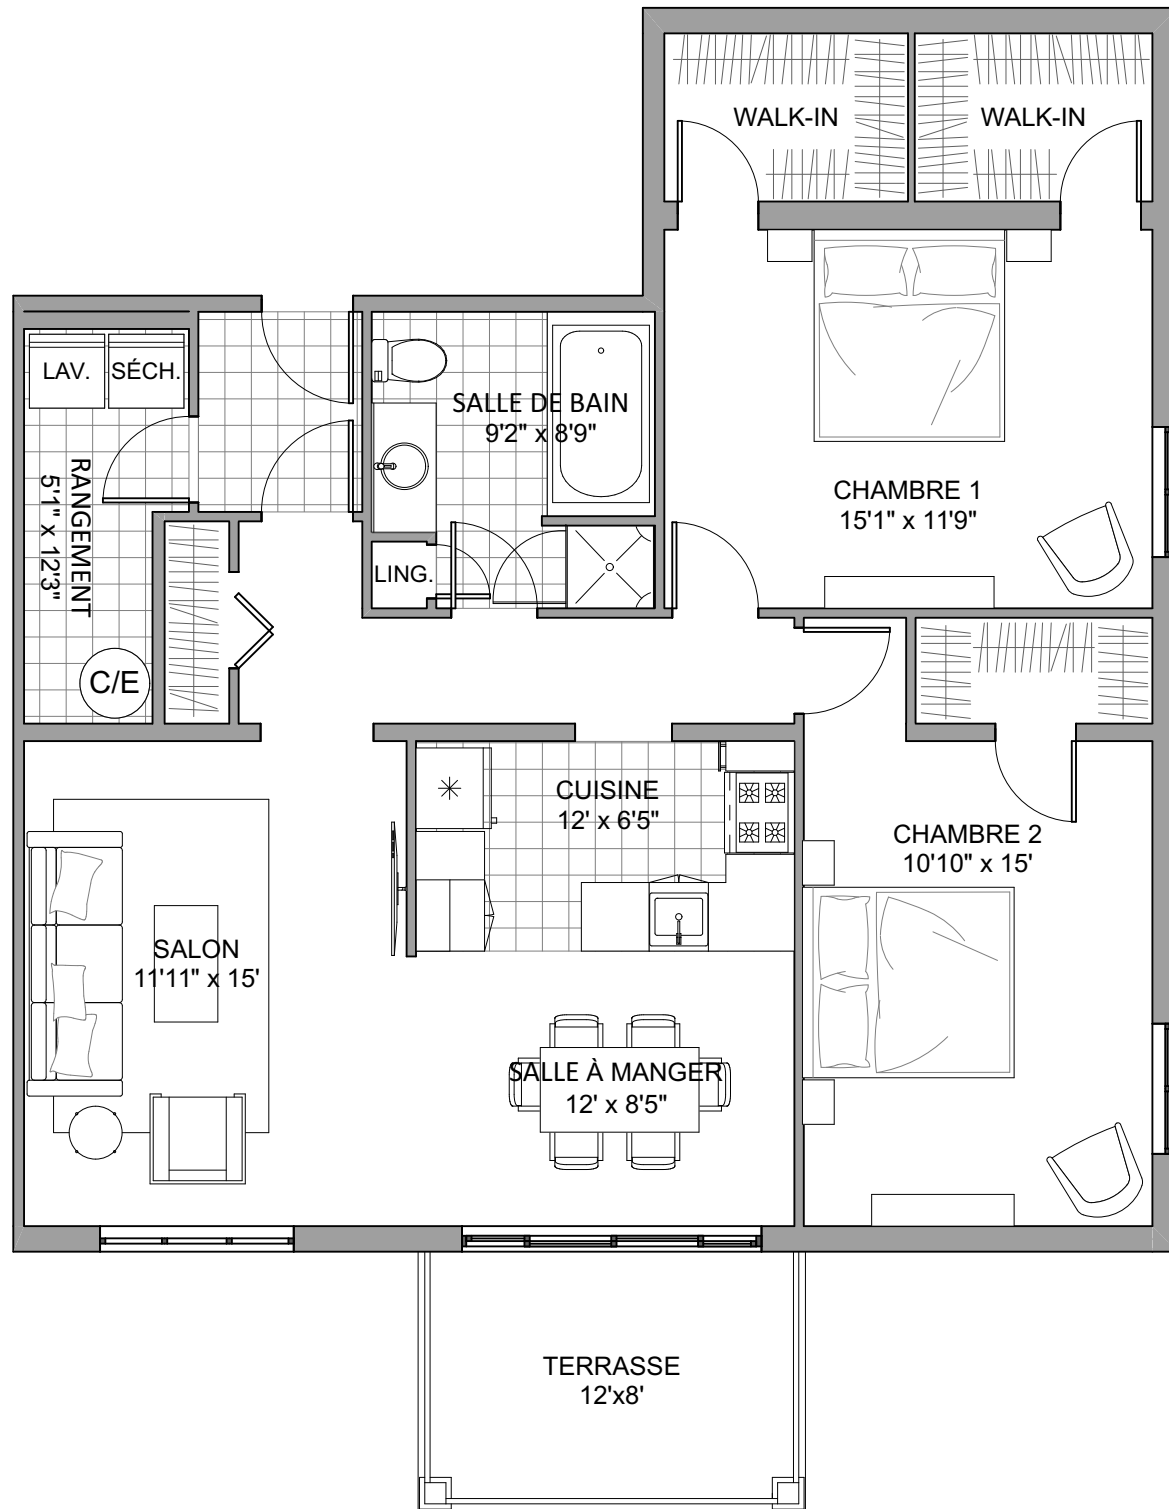 WALK-IN
WALK-IN
LAV.
SÉCH.
SALLE DE BAIN
9'2" x 8'9"
RANGEMENT
5'1" x 12'3"
CHAMBRE 1
15'1" x 11'9"
LING.
C/E
CUISINE
12' x 6'5"
CHAMBRE 2
10'10" x 15'
SALON
11'11" x 15'
SALLE À MANGER
12' x 8'5"
TERRASSE
12'x8'